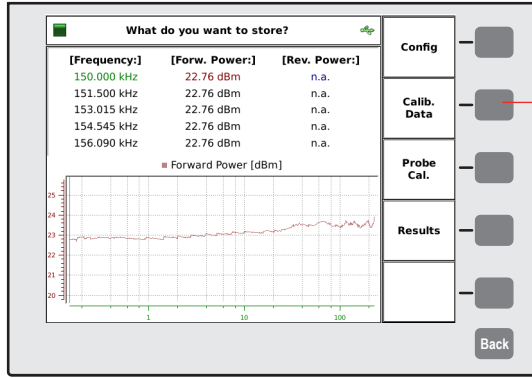 What do you want to store?
[Frequency:] [Forw. Power:] [Rev. Power:]
150.000 kHz 22.76 dBm n.a.
151.500 kHz 22.76 dBm n.a.
153.015 kHz 22.76 dBm n.a.
154.545 kHz 22.76 dBm n.a.
156.090 kHz 22.76 dBm n.a.
Forward Power [dBm]
25
24
23
22
21
20
1 10 100
Config
Calib.
Data
Probe
Cal.
Results
Back